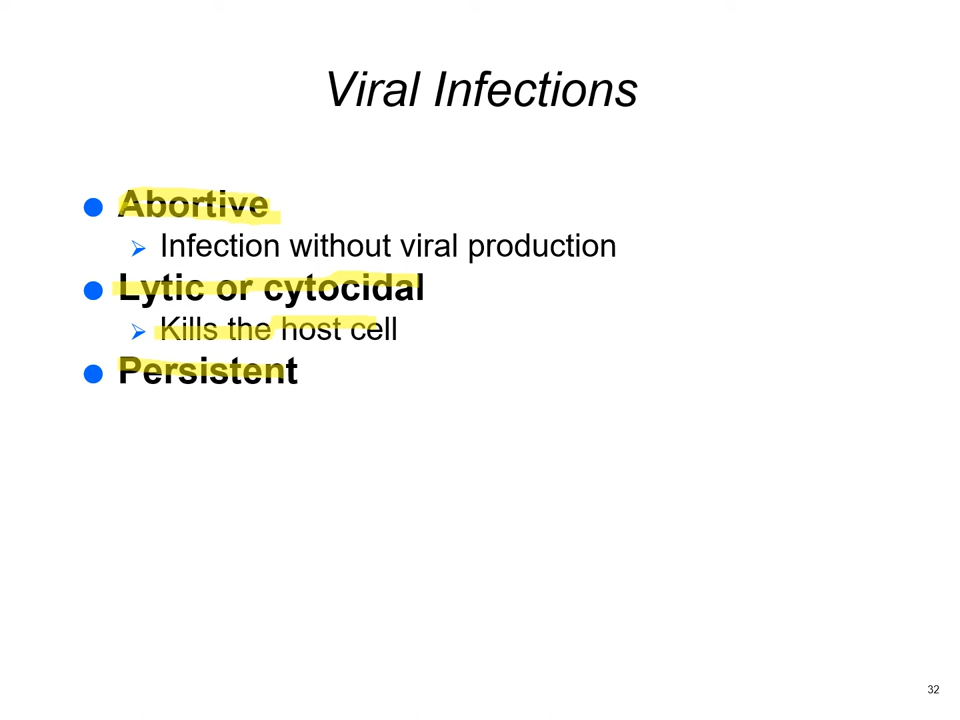 Viral Infections
Abortive
Infection without viral production
Lytic or cytocidal
Kills the host cell
Persistent
32